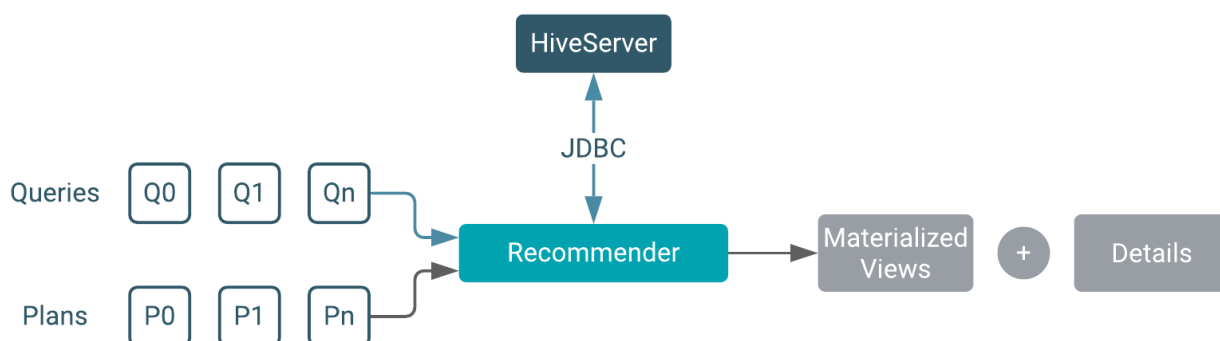 HiveServer
JDBC
Queries Q0 Q1 Qn
Recommender
Materialized
Views
+
Details
Plans P0 P1 Pn